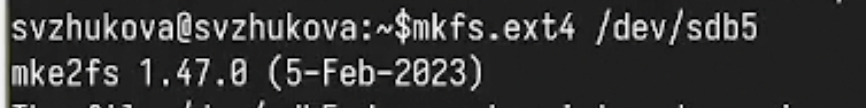 svzhukova@svzhukova:~$mkfs.ext4 /dev/sdb5
mke2fs 1.47.0 (5-Feb-2023)